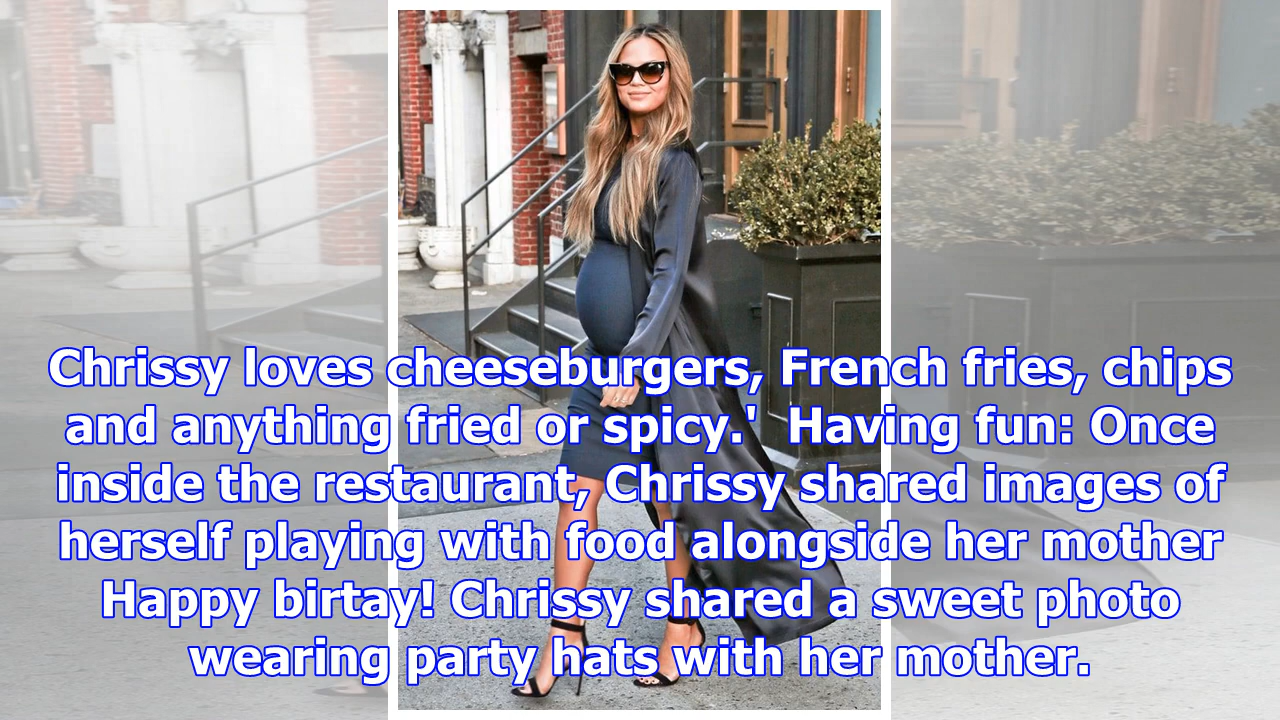 Chrissy loves cheeseburgers, French fries, chips
and anything fried or spicy.'  Having fun: Once
inside the restaurant, Chrissy shared images of
herself playing with food alongside her mother
Happy birtay! Chrissy shared a sweet photo
wearing party hats with her mother.